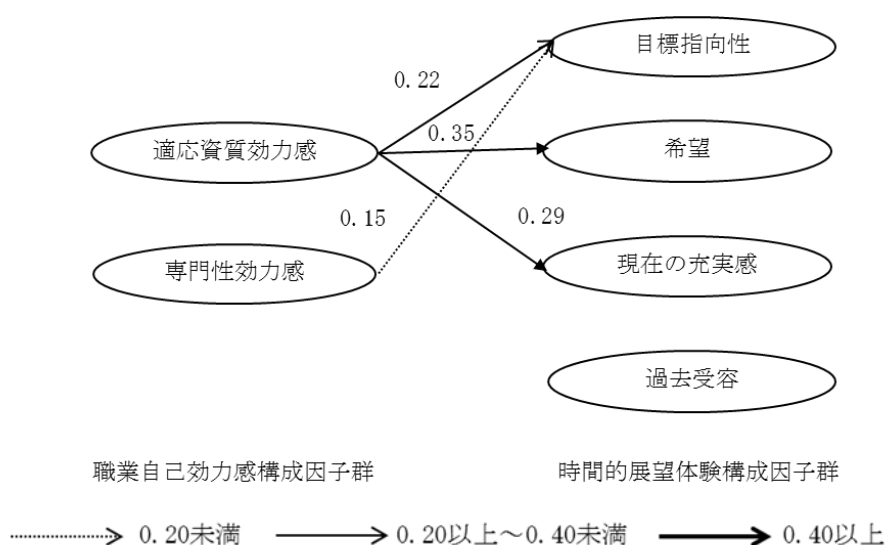 目標指向性
0.22
0.35
適応資質効力感
希望
0.15
0.29
専門性効力感
現在の充実感
過去受容
職業自己効力感構成因子群
時間的展望体験構成因子群
0.20未満
0.20以上～0.40未満
0.40以上